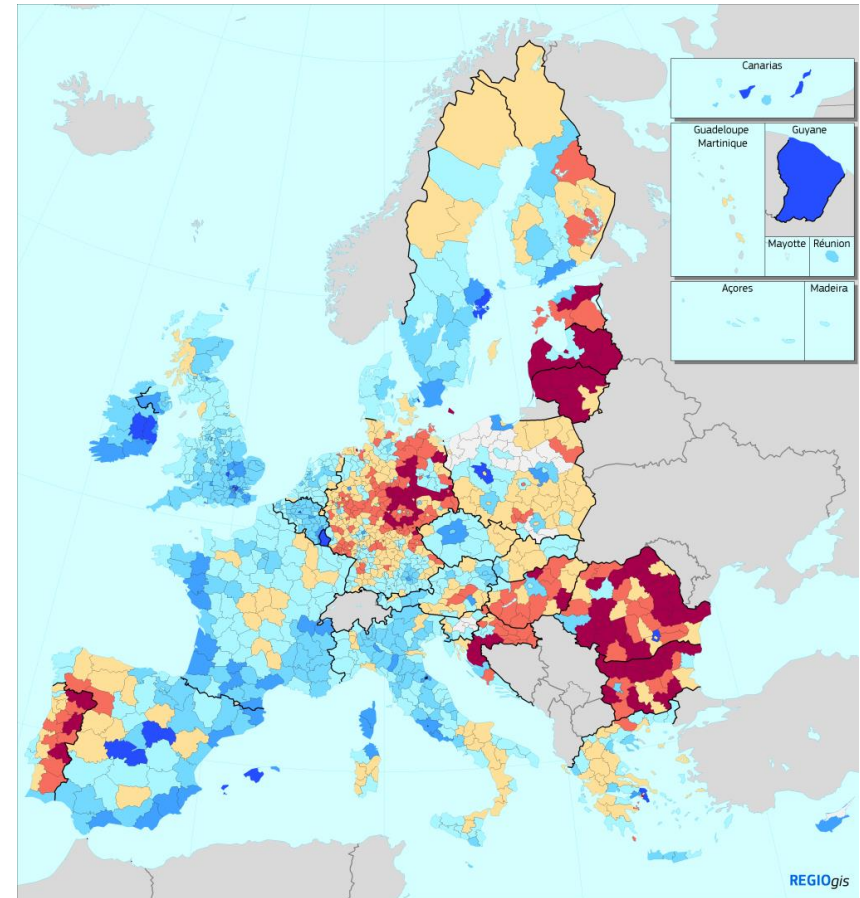 Canarias
Guadeloupe
Martinique
Guyane
Mayotte
Réunion
Açores
Madeira
REGIOgis